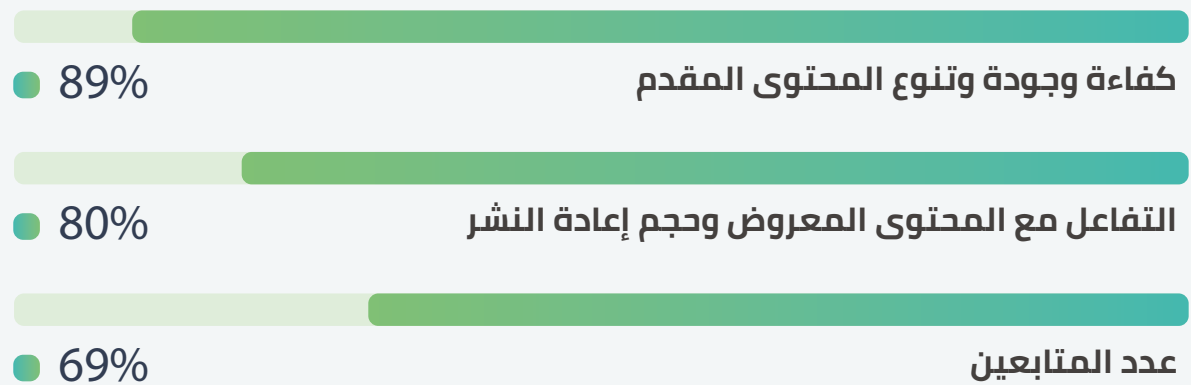 كفاءة وجودة وتنوع المحتوى المقدم
89%
التفاعل مع المحتوى المعروض وحجم إعادة النشر
80%
عدد المتابعين
69%